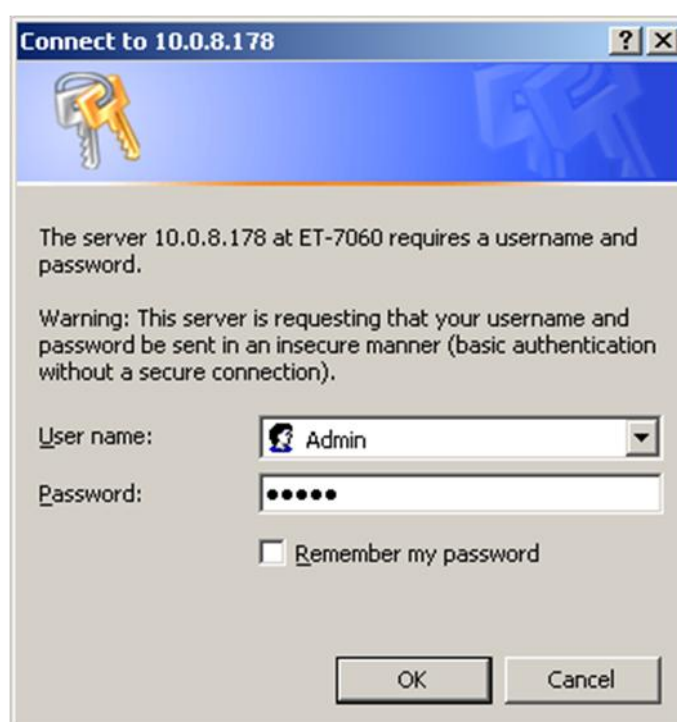 Connect to 10.0.8.178
The server 10.0.8.178 at ET-7060 requires a username and
password.
Warning: This server is requesting that your username and
password be sent in an insecure manner (basic authentication
without a secure connection).
User name:
Admin
Password:
●●●●●
Remember my password
OK
Cancel